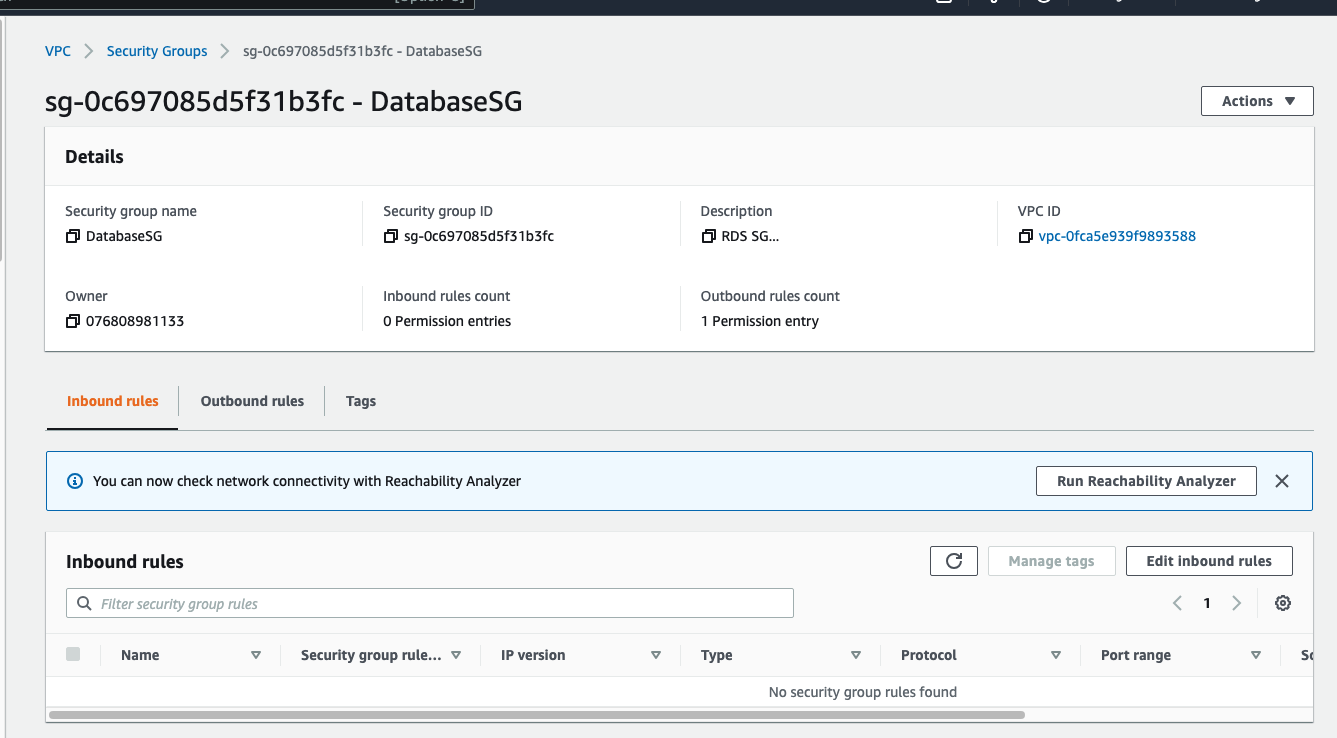 VPC > Security Groups > sg-0c697085d5f31b3fc - DatabaseSG
sg-0c697085d5f31b3fc - DatabaseSG
Actions
Details
Security group name Security group ID Description VPC ID
DatabaseSG sg-0c697085d5f31b3fc RDS SG... vpc-0fca5e939f9893588
Owner Inbound rules count Outbound rules count
076808981133 0 Permission entries 1 Permission entry
Inbound rules Outbound rules Tags
You can now check network connectivity with Reachability Analyzer Run Reachability Analyzer
Inbound rules Manage tags Edit inbound rules
Filter security group rules 1
Name Security group rule... IP version Type Protocol Port range
No security group rules found